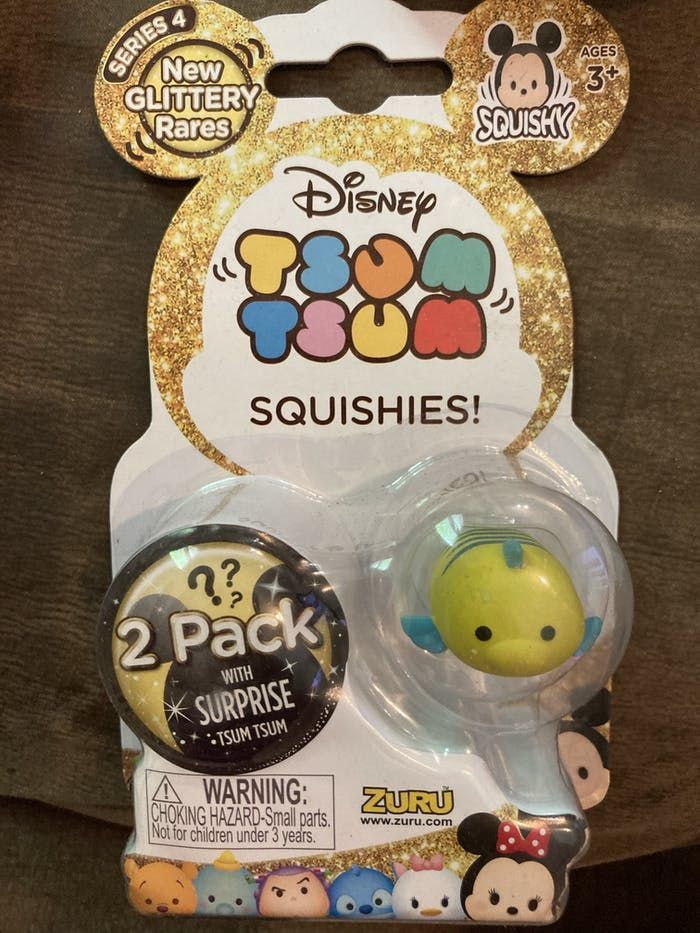 SERIES 4
New
GLITTERY
Rares
SQUISHY
AGES
3+
Disney
TSUM
TSUM
SQUISHIES!
???
2 Pack
WITH
SURPRISE
TSUM TSUM
WARNING:
CHOKING HAZARD-Small parts.
Not for children under 3 years.
ZURU™
www.zuru.com